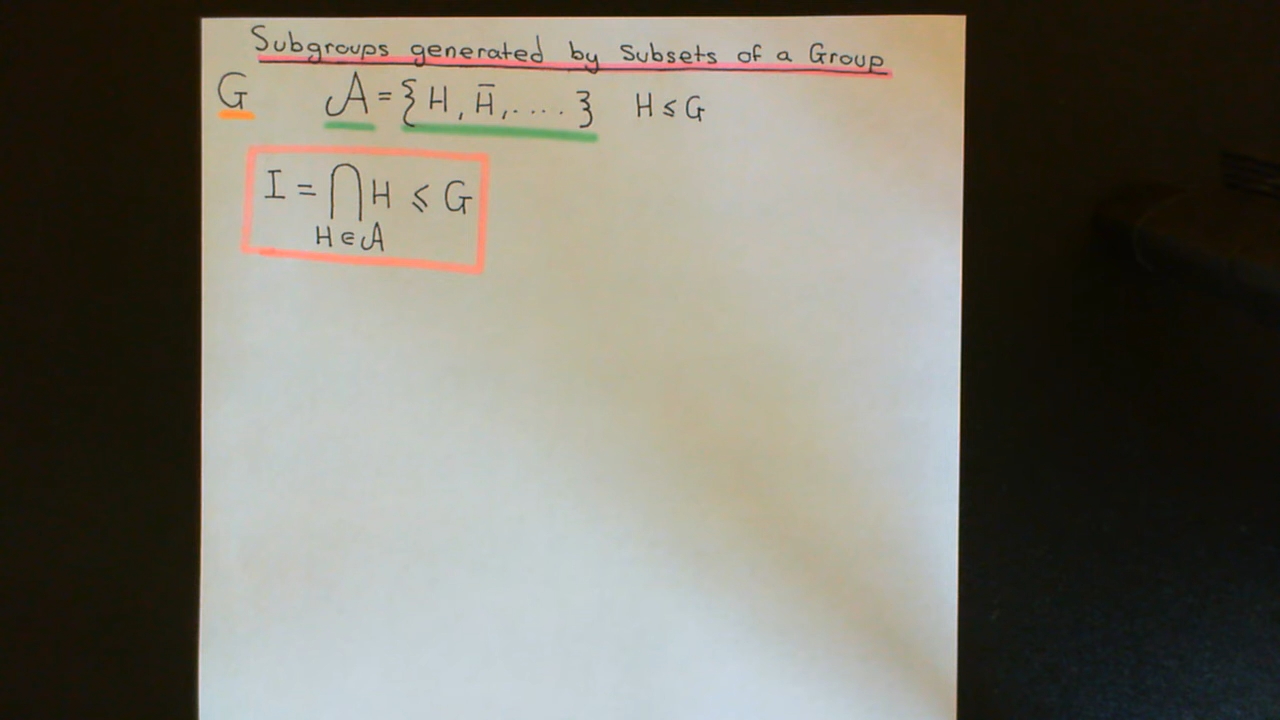 Subgroups generated by Subsets of a Group
G 𝒜 = { H , H̄ , . . . . } H ≤ G
I = ⋂ H ≤ G
H ∈ 𝒜